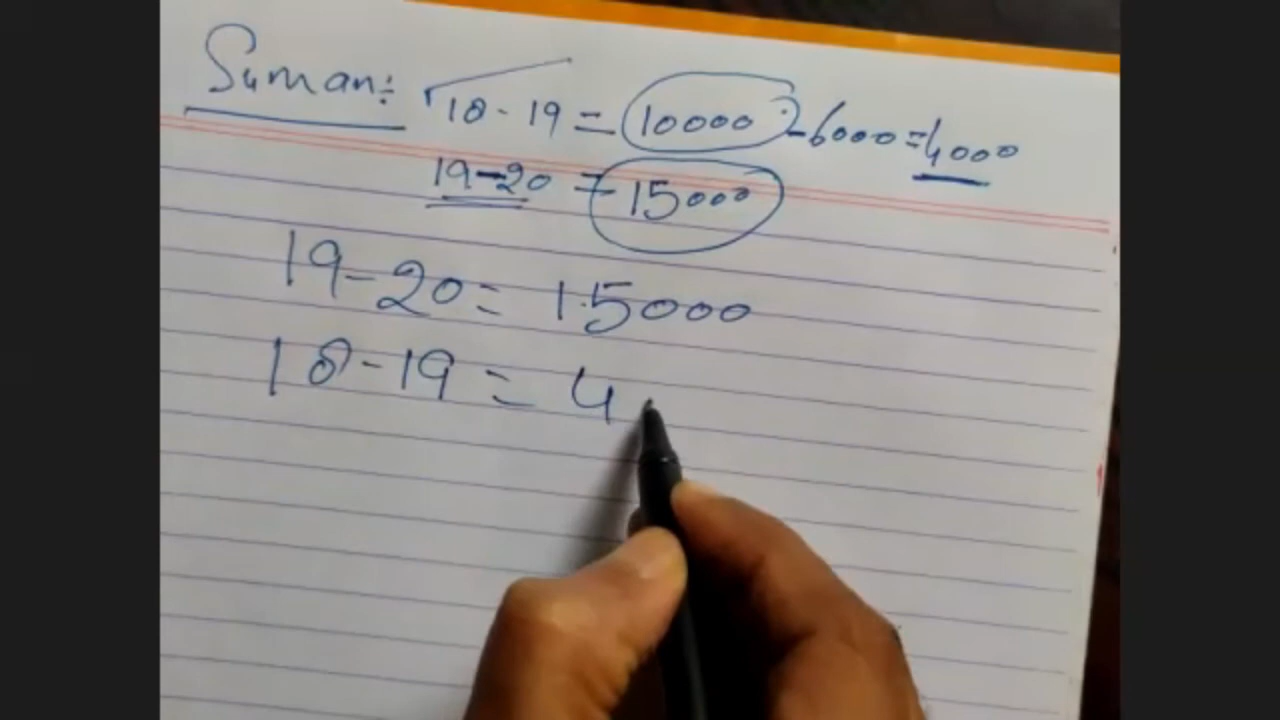 Suman÷ 18-19 = 10000 - 6000 = 4000
19-20 = 15000
19-20 = 15000
18-19 = 4